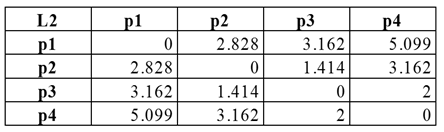 L2 p1 p2 p3 p4
p1 0 2.828 3.162 5.099
p2 2.828 0 1.414 3.162
p3 3.162 1.414 0 2
p4 5.099 3.162 2 0